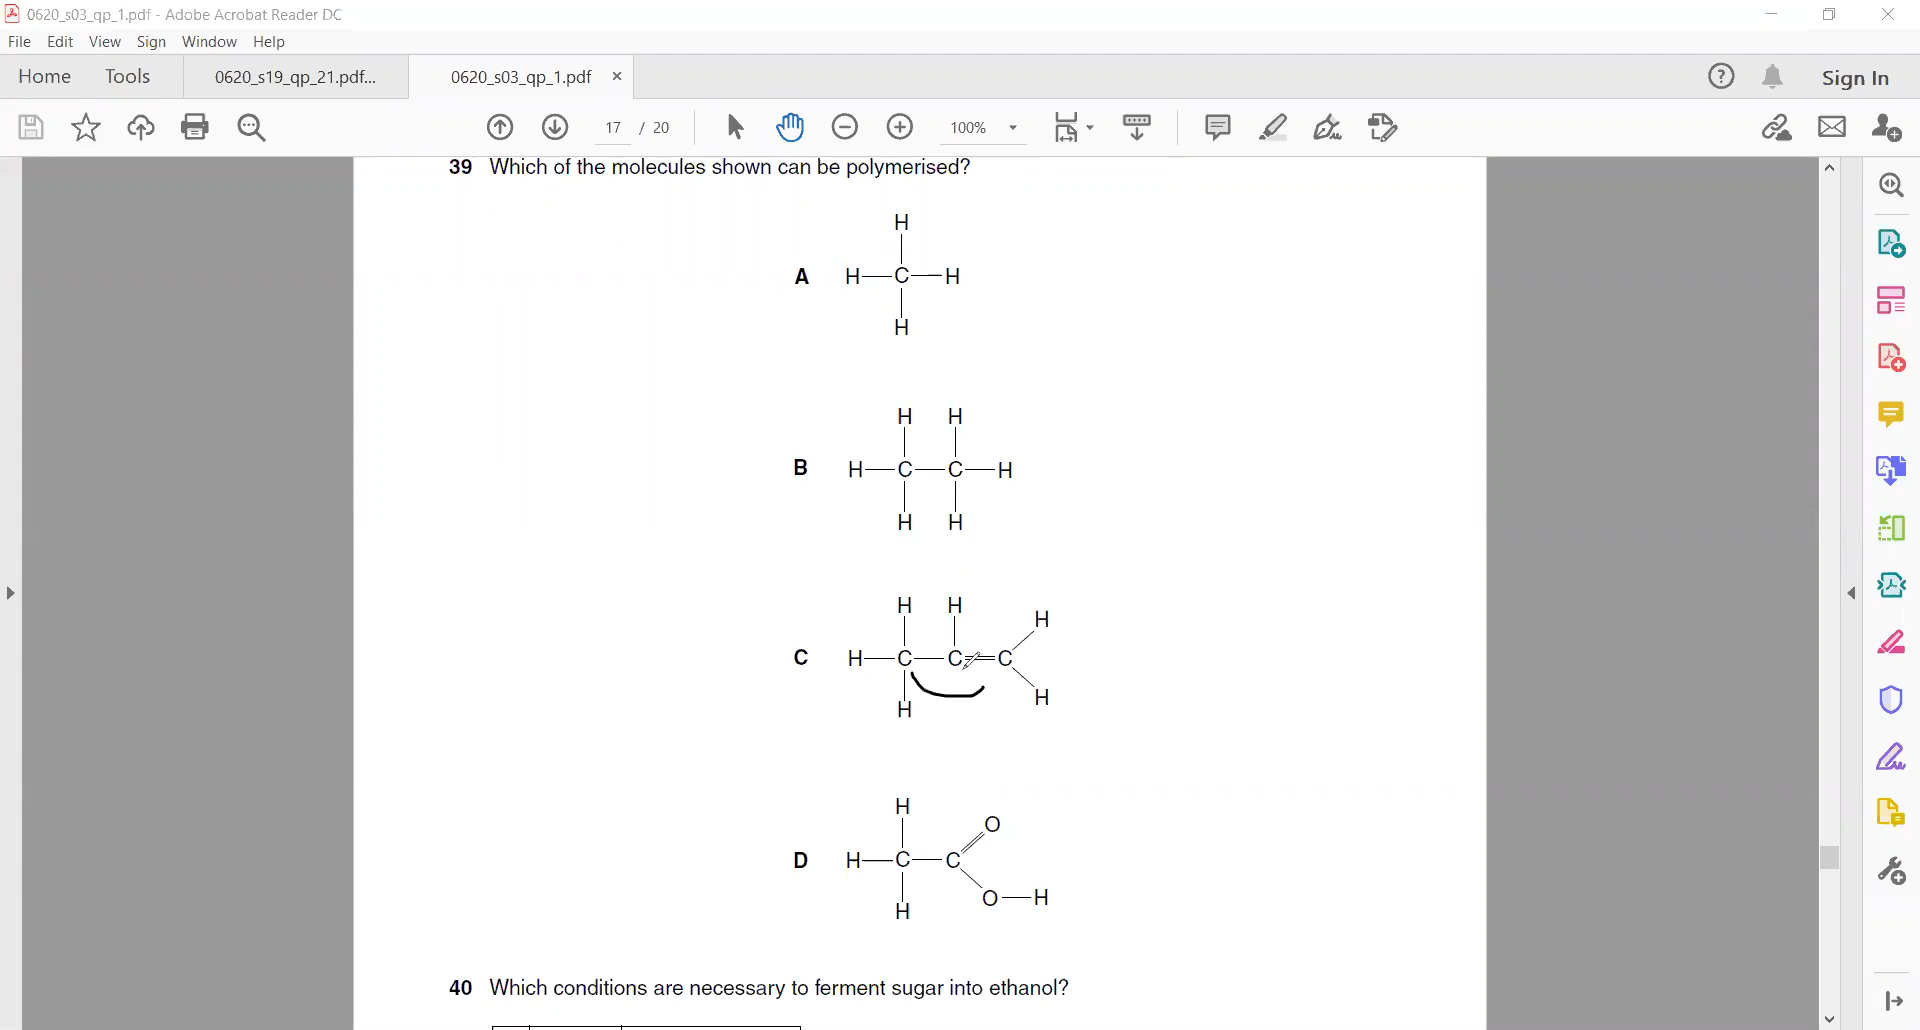 0620_s03_qp_1.pdf - Adobe Acrobat Reader DC
File Edit View Sign Window Help
Home Tools 0620_s19_qp_21.pdf... 0620_s03_qp_1.pdf × Sign In
17 / 20 100%
39 Which of the molecules shown can be polymerised?
H
A H C H
H
H H
B H C C H
H H
H H H
C H C C C
H H
H O
D H C C
H O H
40 Which conditions are necessary to ferment sugar into ethanol?